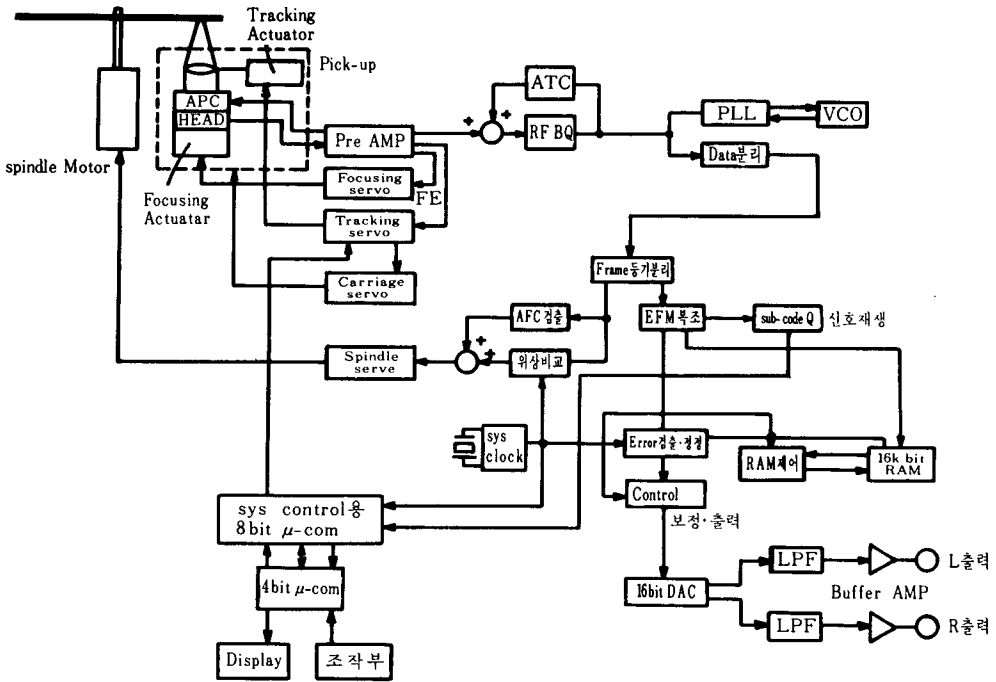 Tracking
Actuator
Pick-up
APC
HEAD
spindle Motor
Focusing
Actuatar
Pre AMP
Focusing
servo
FE
Tracking
servo
Carriage
servo
ATC
RF BQ
PLL
VCO
Data분리
Frame동기분리
AFC검출
EFM복조
sub-code Q
신호재생
Spindle
serve
위상비교
sys
clock
Error검출·정정
RAM제어
16k bit
RAM
Control
보정·출력
sys control용
8bit μ-com
4bit μ-com
Display
조작부
16bit DAC
LPF
L출력
Buffer AMP
LPF
R출력